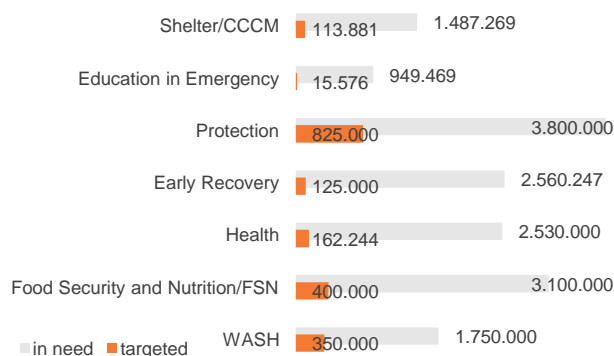 Shelter/CCCM 113.881 1.487.269
Education in Emergency 15.576 949.469
Protection 825.000 3.800.000
Early Recovery 125.000 2.560.247
Health 162.244 2.530.000
Food Security and Nutrition/FSN 400.000 3.100.000
WASH 350.000 1.750.000
in need targeted